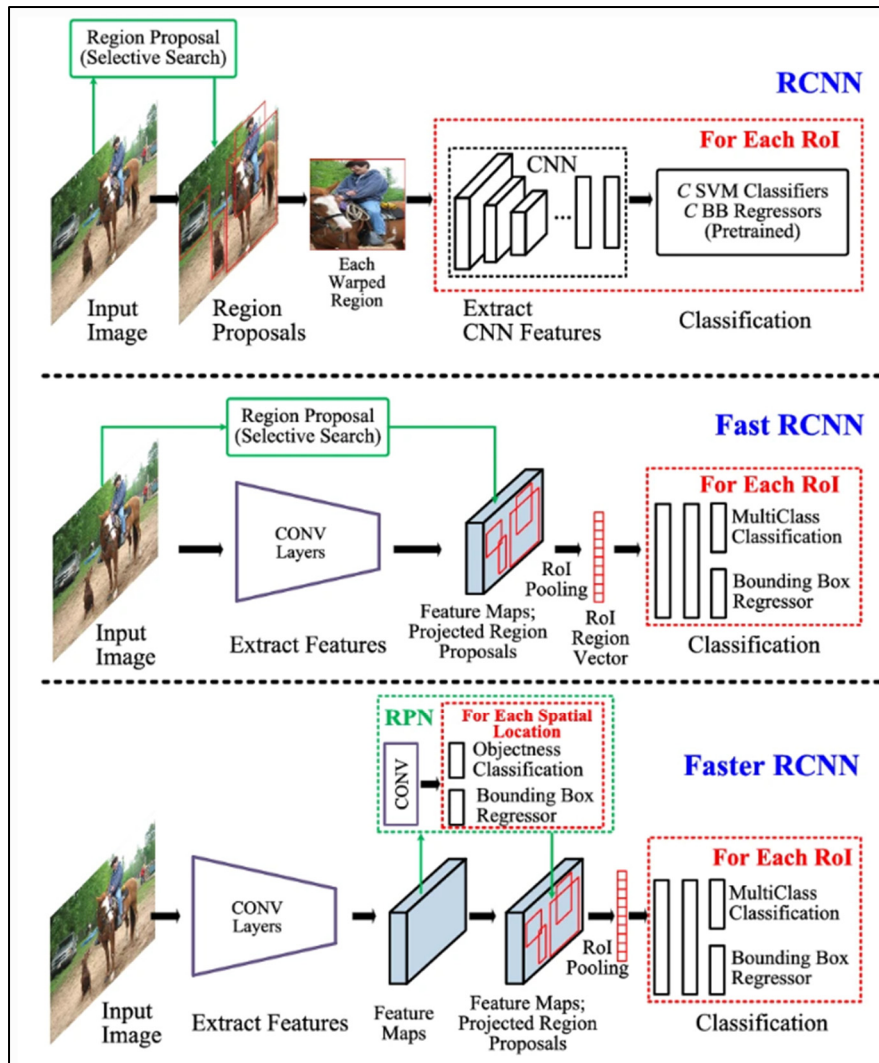 Region Proposal
(Selective Search)
RCNN
For Each RoI
CNN
...
C SVM Classifiers
C BB Regressors
(Pretrained)
Each
Warped
Region
Input
Image
Region
Proposals
Extract
CNN Features
Classification
Region Proposal
(Selective Search)
Fast RCNN
For Each RoI
CONV
Layers
MultiClass
Classification
Bounding Box
Regressor
RoI
Pooling
Input
Image
Extract Features
Feature Maps;
Projected Region
Proposals
RoI
Region
Vector
Classification
RPN
For Each Spatial
Location
CONV
Objectness
Classification
Bounding Box
Regressor
Faster RCNN
For Each RoI
CONV
Layers
MultiClass
Classification
Bounding Box
Regressor
RoI
Pooling
Input
Image
Extract Features
Feature
Maps
Feature Maps;
Projected Region
Proposals
Classification